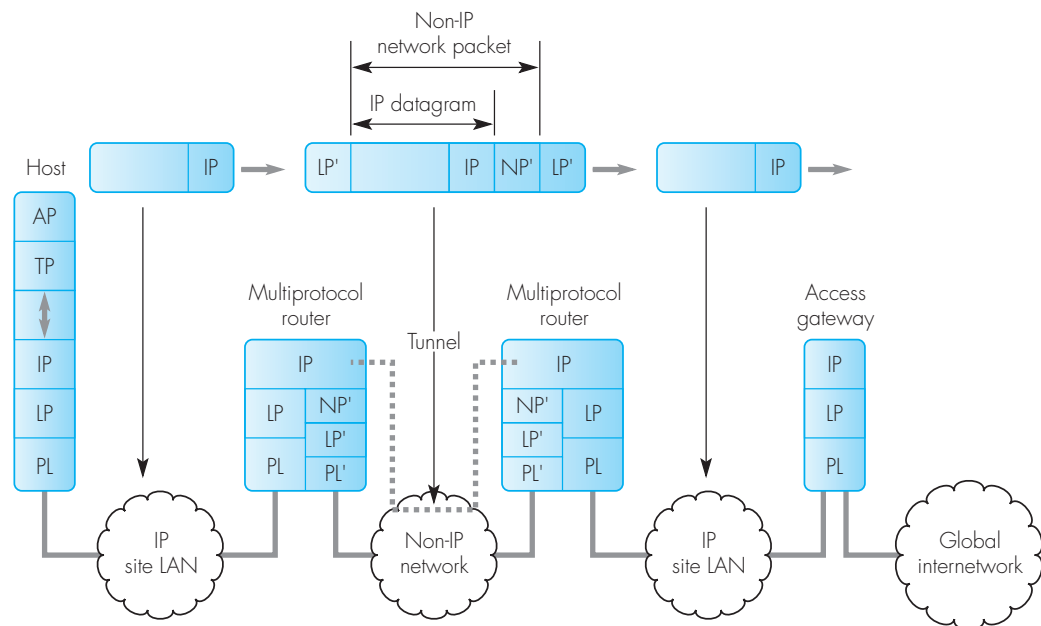 Non-IP
network packet
IP datagram
Host
IP
LP'
IP
NP'
LP'
IP
AP
TP
IP
LP
PL
Multiprotocol
router
IP
LP
PL
NP'
LP'
PL'
Tunnel
Multiprotocol
router
IP
NP'
LP'
PL'
LP
PL
Access
gateway
IP
LP
PL
IP
site LAN
Non-IP
network
IP
site LAN
Global
internetwork